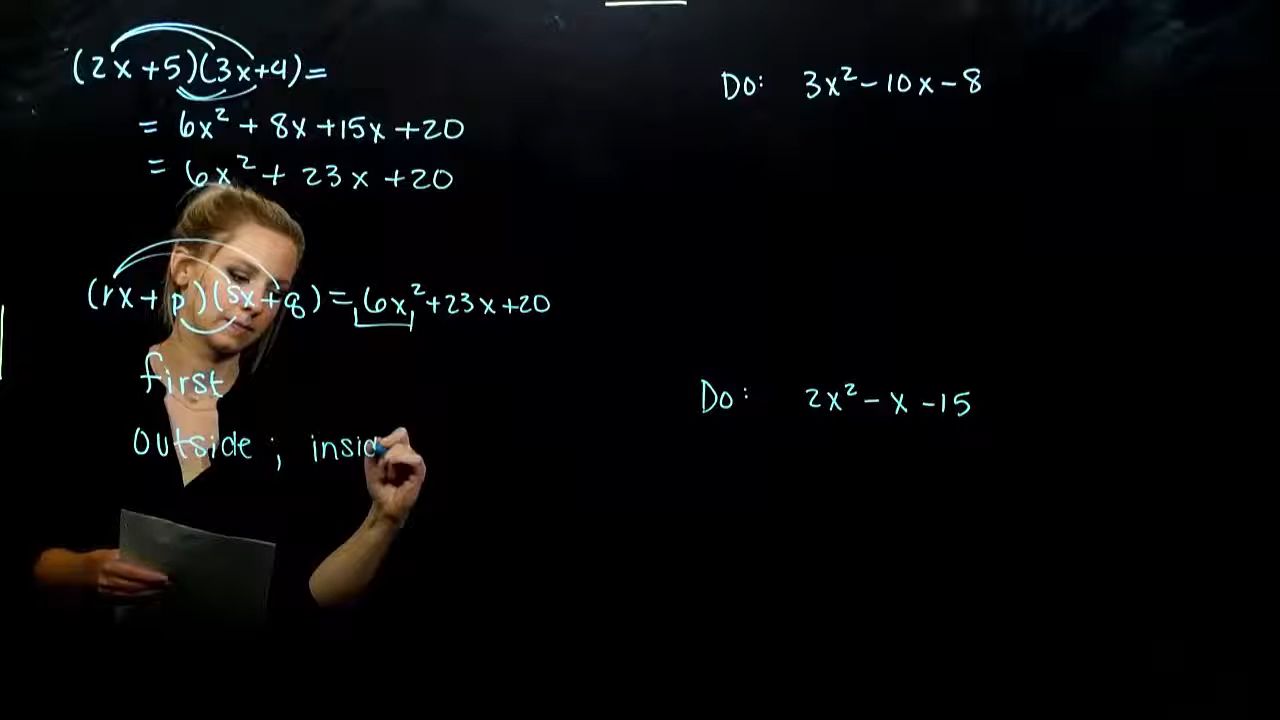 (2x+5)(3x+4)=
= 6x² + 8x+15x+20
= 6x² + 23x +20
(rx+p)(sx+q)=6x²+23x+20
first
outside ; insid
Do: 3x²-10x-8
Do: 2x²-x-15